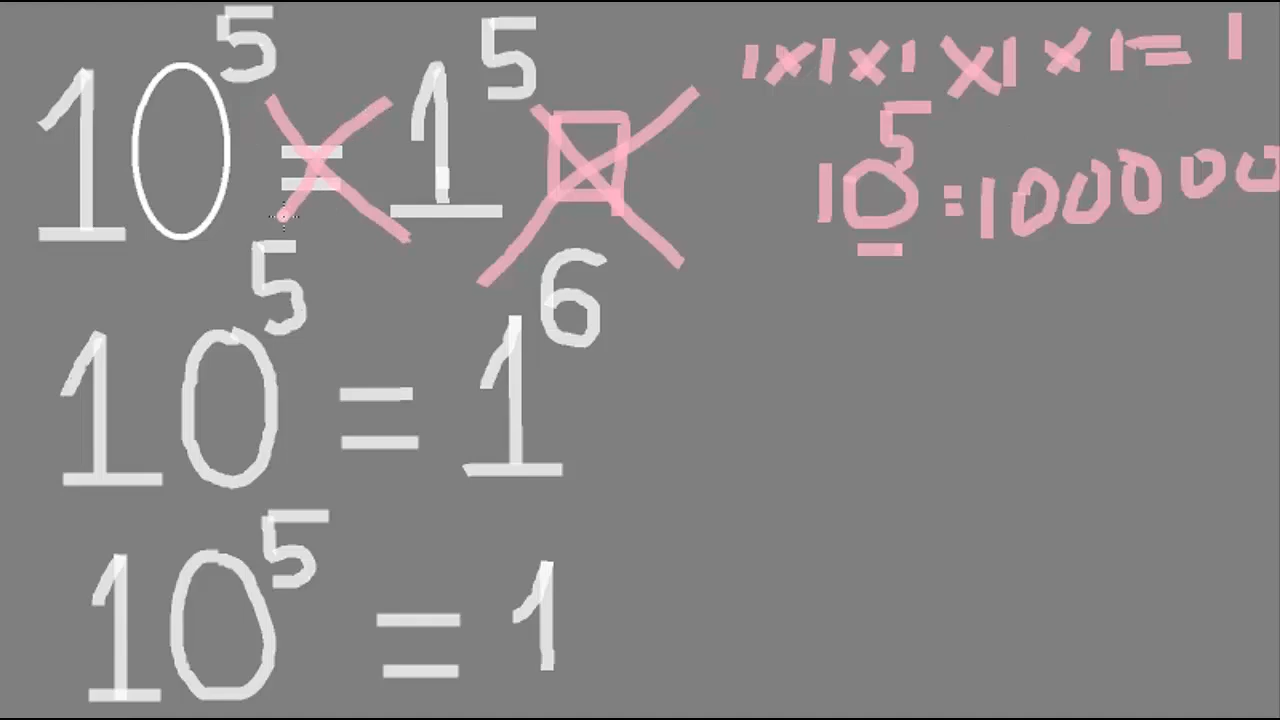 10⁵ = 1⁵ □
1×1×1×1×1=1
10⁵=100000
10⁵ = 1⁶
10⁵ = 1